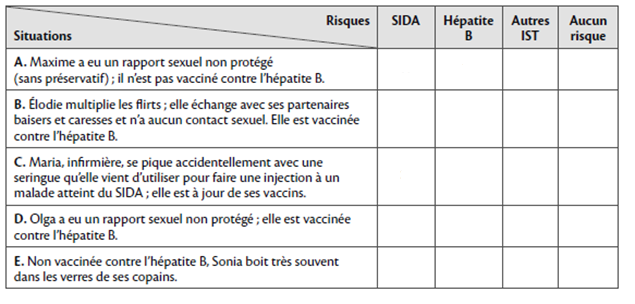 Risques
Situations
SIDA
Hépatite
B
Autres
IST
Aucun
risque
A. Maxime a eu un rapport sexuel non protégé
(sans préservatif) ; il n'est pas vacciné contre l'hépatite B.
B. Élodie multiplie les flirts ; elle échange avec ses partenaires
baisers et caresses et n'a aucun contact sexuel. Elle est vaccinée
contre l'hépatite B.
C. Maria, infirmière, se pique accidentellement avec une
seringue qu'elle vient d'utiliser pour faire une injection à un
malade atteint du SIDA ; elle est à jour de ses vaccins.
D. Olga a eu un rapport sexuel non protégé ; elle est vaccinée
contre l'hépatite B.
E. Non vaccinée contre l'hépatite B, Sonia boit très souvent
dans les verres de ses copains.